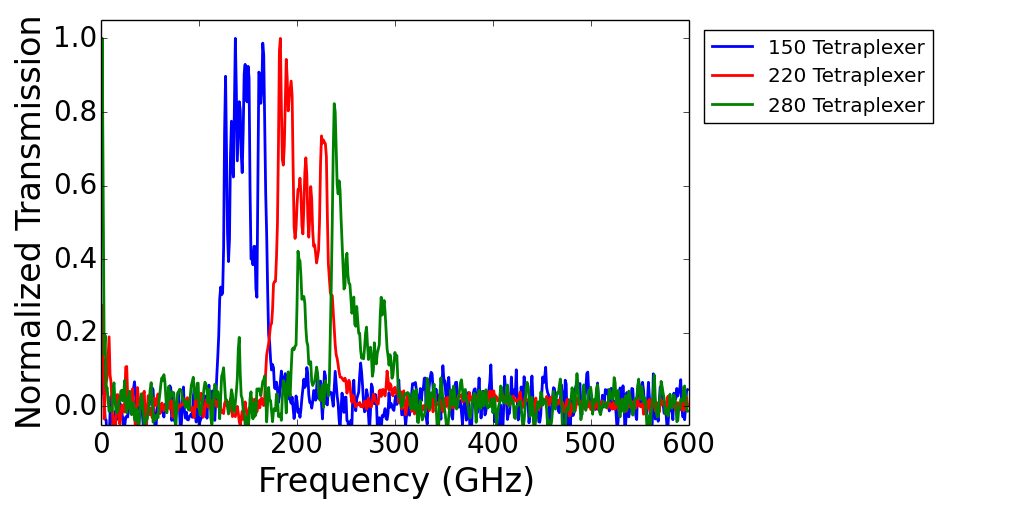 Normalized Transmission
1.0
0.8
0.6
0.4
0.2
0.0
0 100 200 300 400 500 600
Frequency (GHz)
150 Tetraplexer
220 Tetraplexer
280 Tetraplexer